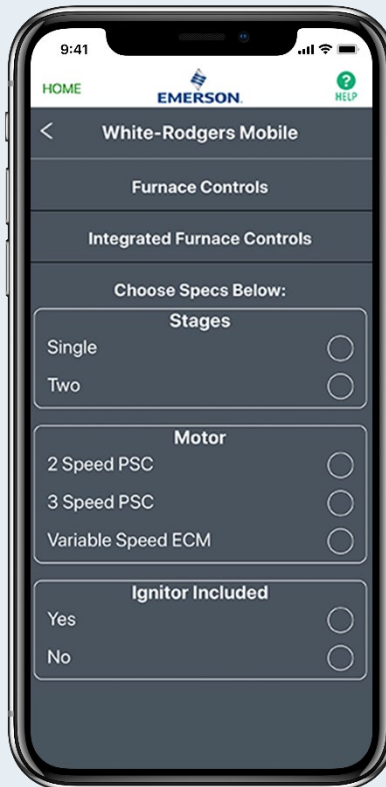 9:41
HOME
EMERSON.
?
HELP
< White-Rodgers Mobile
Furnace Controls
Integrated Furnace Controls
Choose Specs Below:
Stages
Single
Two
Motor
2 Speed PSC
3 Speed PSC
Variable Speed ECM
Ignitor Included
Yes
No